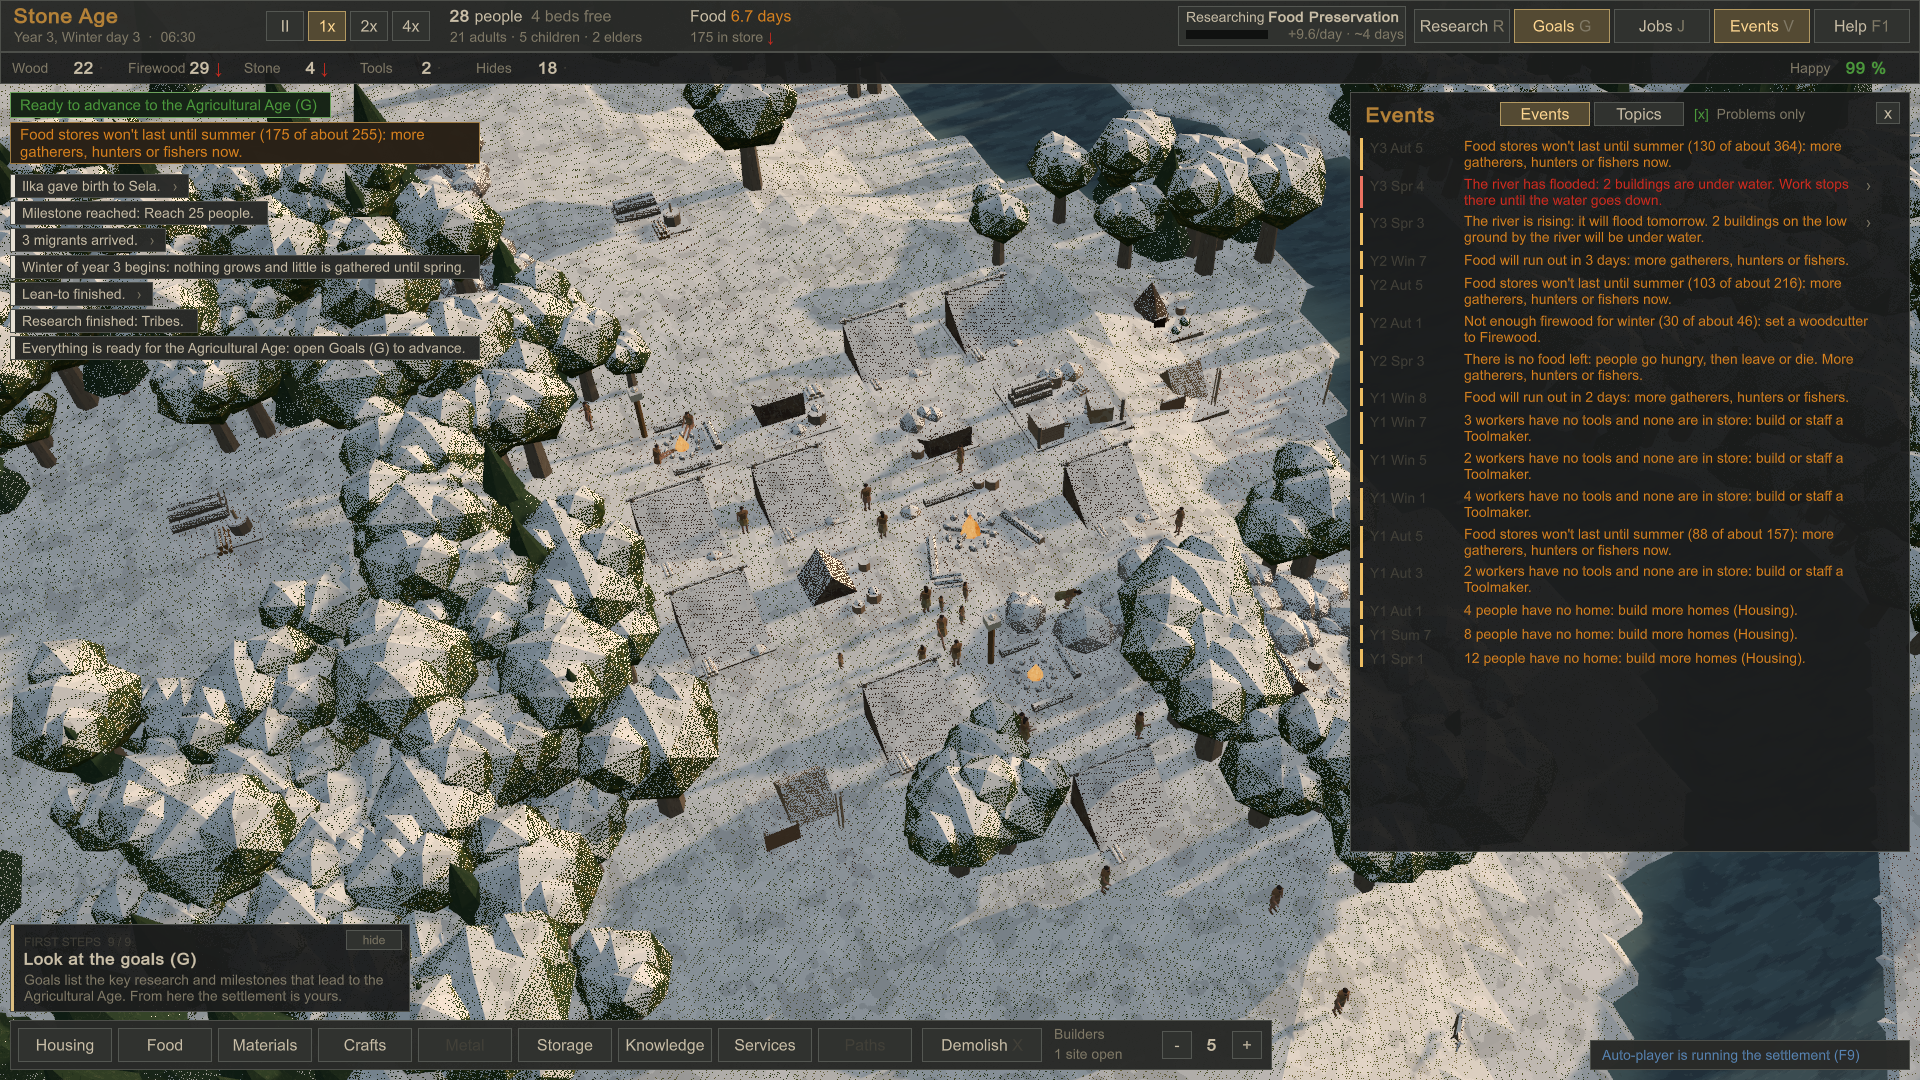 Stone Age
Year 3, Winter day 3 · 06:30
II 1x 2x 4x
28 people 4 beds free
21 adults · 5 children · 2 elders
Food 6.7 days
175 in store ↓
Researching Food Preservation
+9.6/day · ~4 days
Research R
Goals G
Jobs J
Events V
Help F1
Wood 22
Firewood 29 ↓
Stone 4 ↓
Tools 2
Hides 18
Happy 99 %
Ready to advance to the Agricultural Age (G)
Food stores won't last until summer (175 of about 255): more
gatherers, hunters or fishers now.
Ilka gave birth to Sela. ›
Milestone reached: Reach 25 people.
3 migrants arrived. ›
Winter of year 3 begins: nothing grows and little is gathered until spring.
Lean-to finished. ›
Research finished: Tribes.
Everything is ready for the Agricultural Age: open Goals (G) to advance.
Events
Events
Topics
[x] Problems only
x
Y3 Aut 5 Food stores won't last until summer (130 of about 364): more
gatherers, hunters or fishers now.
Y3 Spr 4 The river has flooded: 2 buildings are under water. Work stops ›
there until the water goes down.
Y3 Spr 3 The river is rising: it will flood tomorrow. 2 buildings on the low ›
ground by the river will be under water.
Y2 Win 7 Food will run out in 3 days: more gatherers, hunters or fishers.
Y2 Aut 5 Food stores won't last until summer (103 of about 216): more
gatherers, hunters or fishers now.
Y2 Aut 1 Not enough firewood for winter (30 of about 46): set a woodcutter
to Firewood.
Y2 Spr 3 There is no food left: people go hungry, then leave or die. More
gatherers, hunters or fishers.
Y1 Win 8 Food will run out in 2 days: more gatherers, hunters or fishers.
Y1 Win 7 3 workers have no tools and none are in store: build or staff a
Toolmaker.
Y1 Win 5 2 workers have no tools and none are in store: build or staff a
Toolmaker.
Y1 Win 1 4 workers have no tools and none are in store: build or staff a
Toolmaker.
Y1 Aut 5 Food stores won't last until summer (88 of about 157): more
gatherers, hunters or fishers now.
Y1 Aut 3 2 workers have no tools and none are in store: build or staff a
Toolmaker.
Y1 Aut 1 4 people have no home: build more homes (Housing).
Y1 Sum 7 8 people have no home: build more homes (Housing).
Y1 Spr 1 12 people have no home: build more homes (Housing).
FIRST STEPS 9 / 9
hide
Look at the goals (G)
Goals list the key research and milestones that lead to the
Agricultural Age. From here the settlement is yours.
Housing
Food
Materials
Crafts
Metal
Storage
Knowledge
Services
Paths
Demolish X
Builders
1 site open
- 5 +
Auto-player is running the settlement (F9)